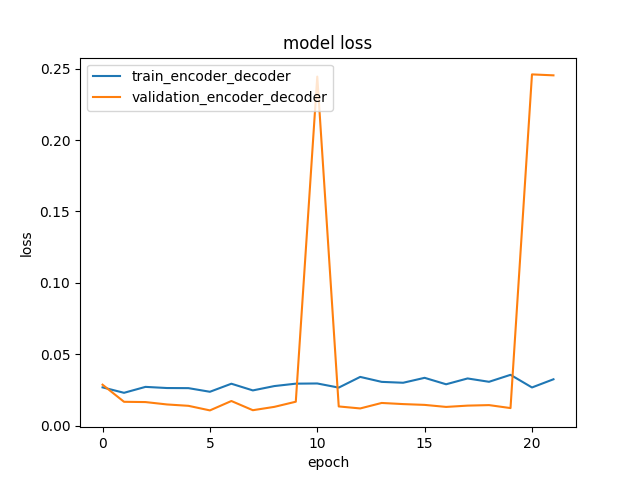 model loss
train_encoder_decoder
validation_encoder_decoder
0.25
0.20
0.15
0.10
0.05
0.00
loss
0 5 10 15 20
epoch